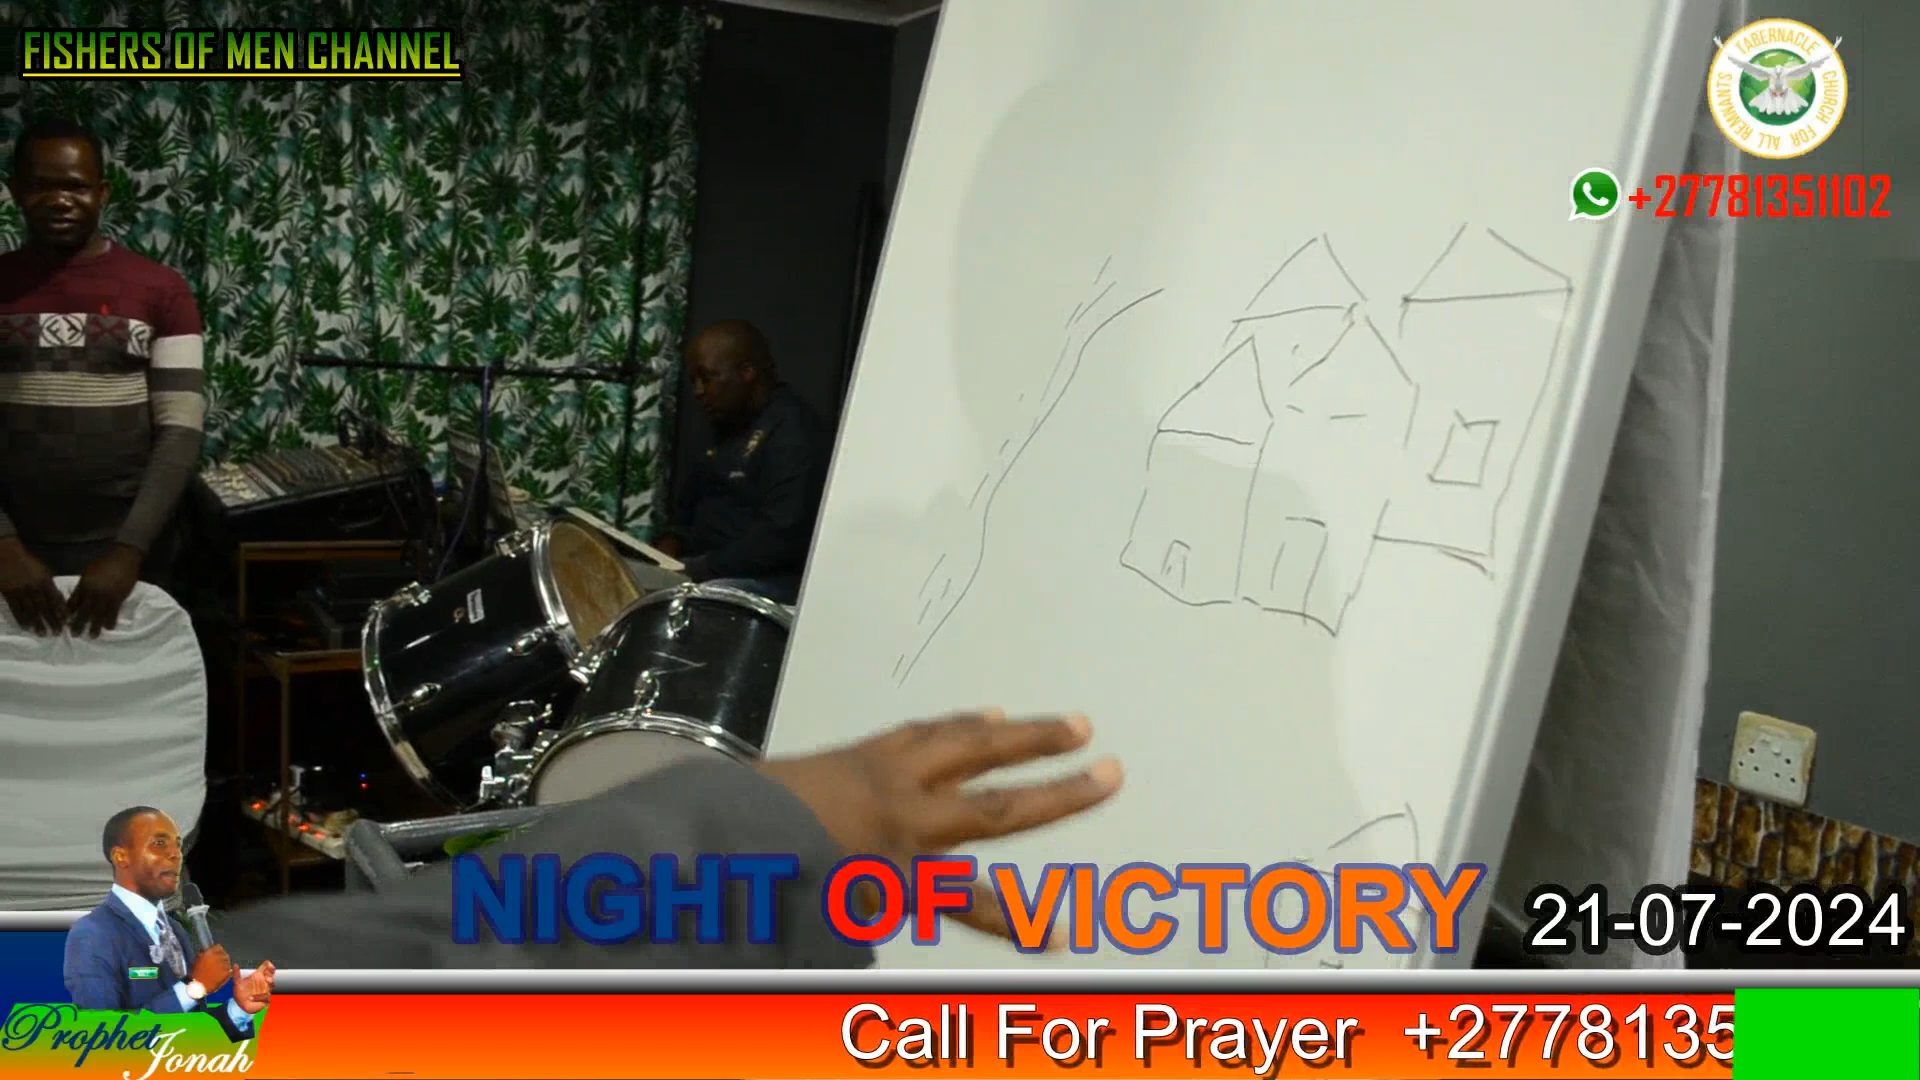 FISHERS OF MEN CHANNEL
TABERNACLE
CHURCH FOR ALL REMNANTS
+27781351102
NIGHT OF VICTORY
21-07-2024
Call For Prayer +2778135
Prophet
Jonah